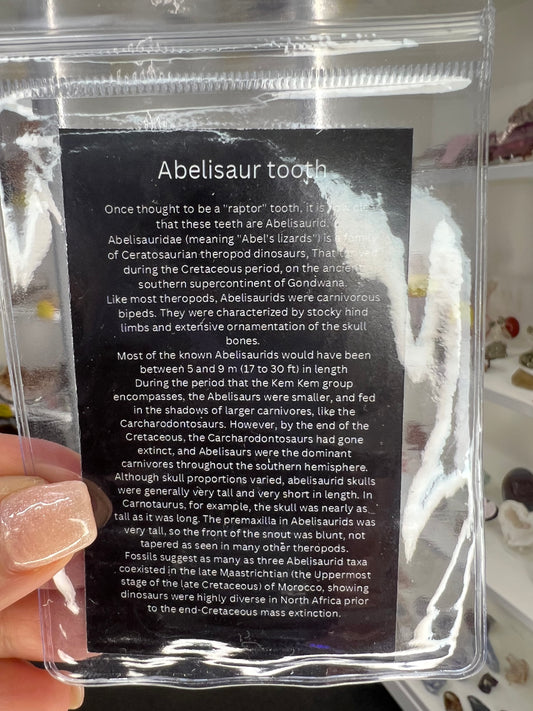 Abelisaur tooth
Once thought to be a "raptor" tooth, it is now clear
that these teeth are Abelisaurid.
Abelisauridae (meaning "Abel's lizards") is a family
of Ceratosaurian theropod dinosaurs, That
during the Cretaceous period, on the ancient
southern supercontinent of Gondwana.
Like most theropods, Abelisaurids were carnivorous
bipeds. They were characterized by stocky hind
limbs and extensive ornamentation of the skull
bones.
Most of the known Abelisaurids would have been
between 5 and 9 m (17 to 30 ft) in length
During the period that the Kem Kem group
encompasses, the Abelisaurs were smaller, and fed
in the shadows of larger carnivores, like the
Carcharodontosaurs. However, by the end of the
Cretaceous, the Carcharodontosaurs had gone
extinct, and Abelisaurs were the dominant
carnivores throughout the southern hemisphere.
Although skull proportions varied, abelisaurid skulls
were generally very tall and very short in length. In
Carnotaurus, for example, the skull was nearly as
tall as it was long. The premaxilla in Abelisaurids was
very tall, so the front of the snout was blunt, not
tapered as seen in many other theropods.
Fossils suggest as many as three Abelisaurid taxa
coexisted in the late Maastrichtian (the Uppermost
stage of the late Cretaceous) of Morocco, showing
dinosaurs were highly diverse in North Africa prior
to the end-Cretaceous mass extinction.